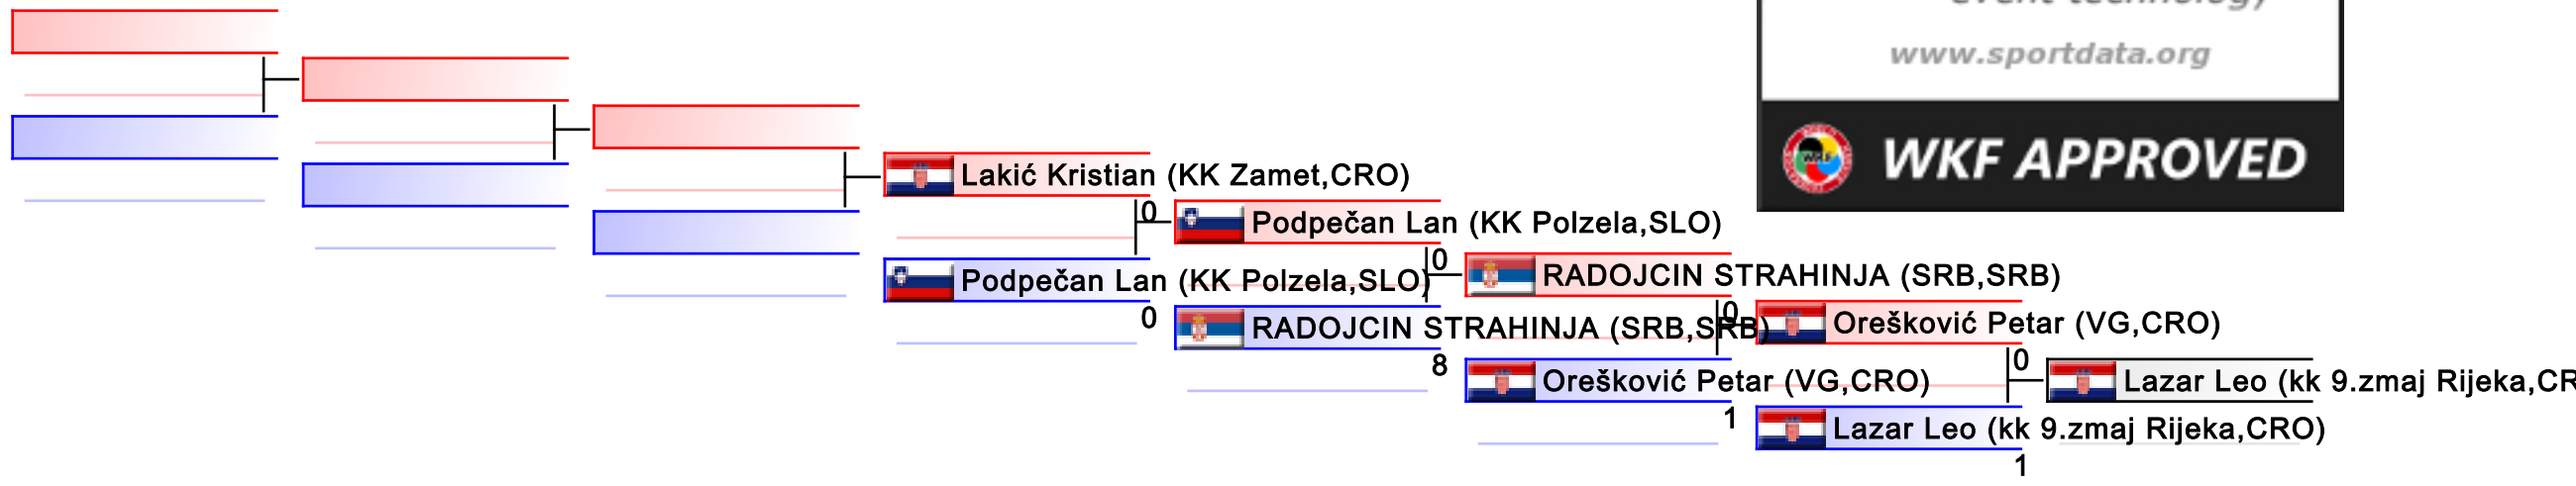 event technology
www.sportdata.org
WKF APPROVED
Lakić Kristian (KK Zamet,CRO)
0
Podpečan Lan (KK Polzela,SLO)
0
Podpečan Lan (KK Polzela,SLO)
0
RADOJCIN STRAHINJA (SRB,SRB)
0
RADOJCIN STRAHINJA (SRB,SRB)
8
Orešković Petar (VG,CRO)
0
Orešković Petar (VG,CRO)
1
Lazar Leo (kk 9.zmaj Rijeka,CR
Lazar Leo (kk 9.zmaj Rijeka,CRO)
1